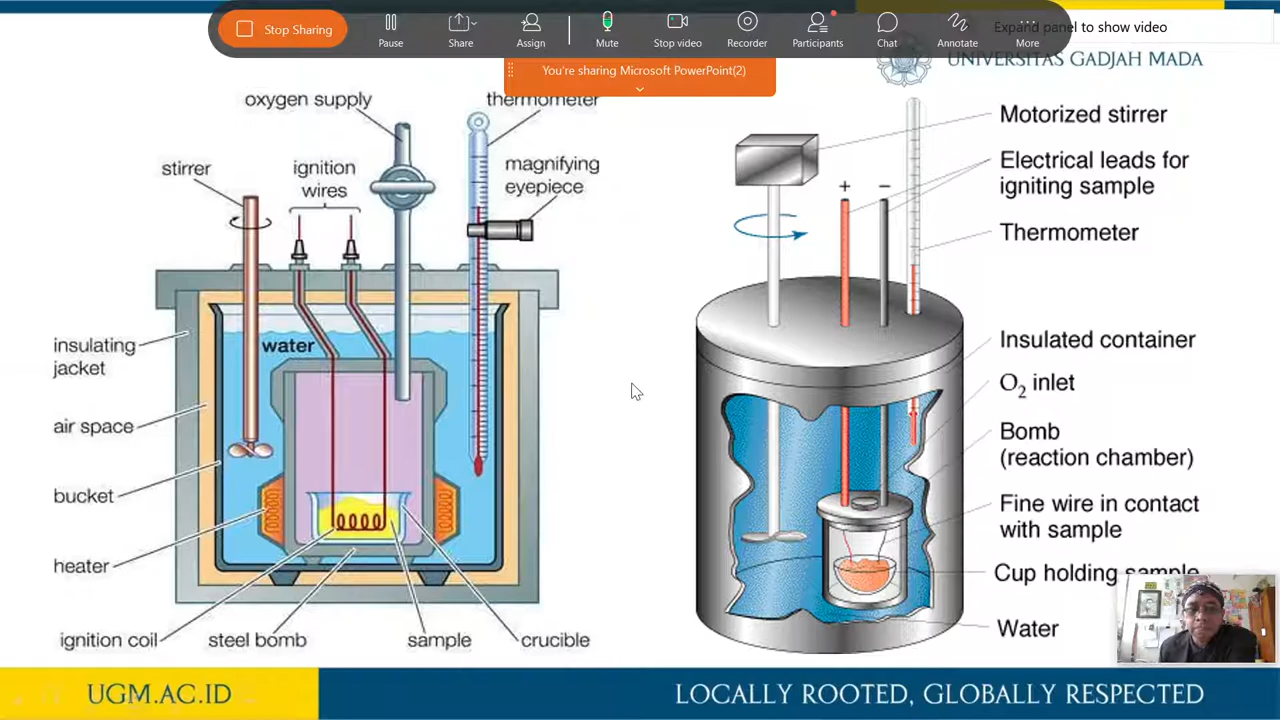 Stop Sharing
Pause
Share
Assign
Mute
Stop video
Recorder
Participants
Chat
Annotate
More
Expand panel to show video
You're sharing Microsoft PowerPoint(2)
UNIVERSITAS GADJAH MADA
oxygen supply
thermometer
stirrer
ignition
wires
magnifying
eyepiece
water
insulating
jacket
air space
bucket
heater
ignition coil
steel bomb
sample
crucible
Motorized stirrer
Electrical leads for
igniting sample
+
−
Thermometer
Insulated container
O₂ inlet
Bomb
(reaction chamber)
Fine wire in contact
with sample
Cup holding sample
Water
UGM.AC.ID
LOCALLY ROOTED, GLOBALLY RESPECTED